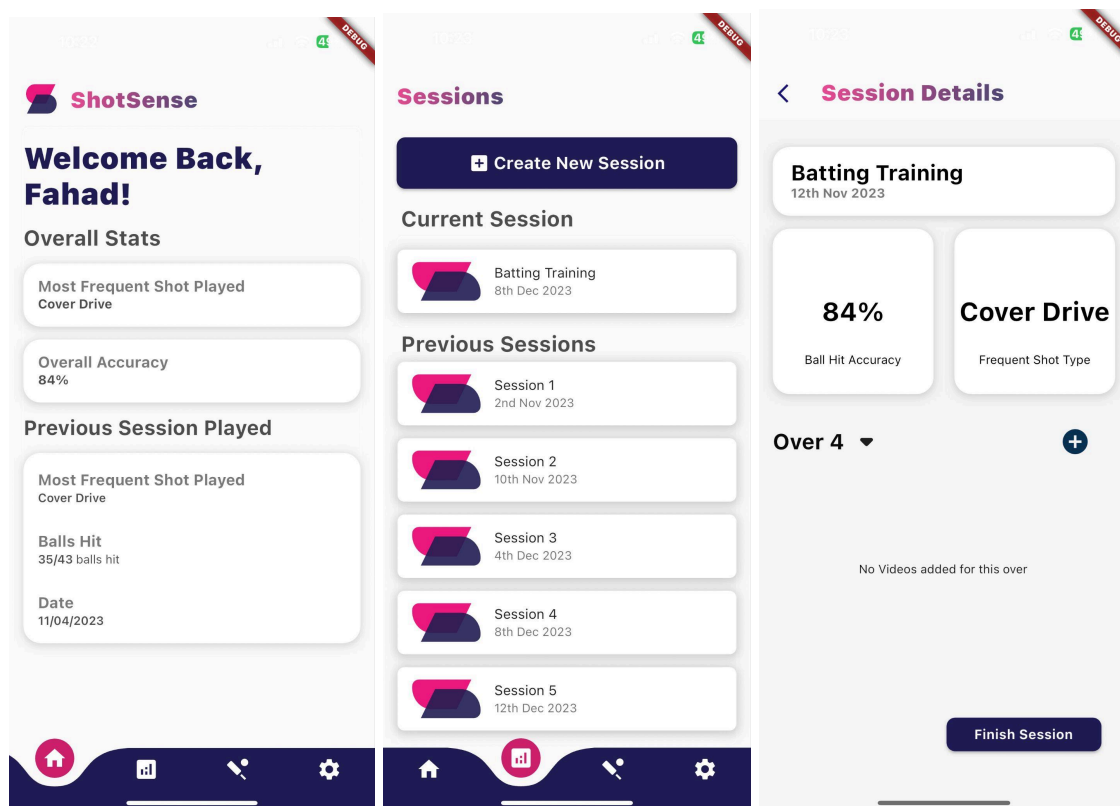 DEBUG
ShotSense
Welcome Back,
Fahad!
Overall Stats
Most Frequent Shot Played
Cover Drive
Overall Accuracy
84%
Previous Session Played
Most Frequent Shot Played
Cover Drive
Balls Hit
35/43 balls hit
Date
11/04/2023
DEBUG
Sessions
Create New Session
Current Session
Batting Training
8th Dec 2023
Previous Sessions
Session 1
2nd Nov 2023
Session 2
10th Nov 2023
Session 3
4th Dec 2023
Session 4
8th Dec 2023
Session 5
12th Dec 2023
DEBUG
Session Details
Batting Training
12th Nov 2023
84%
Ball Hit Accuracy
Cover Drive
Frequent Shot Type
Over 4
No Videos added for this over
Finish Session